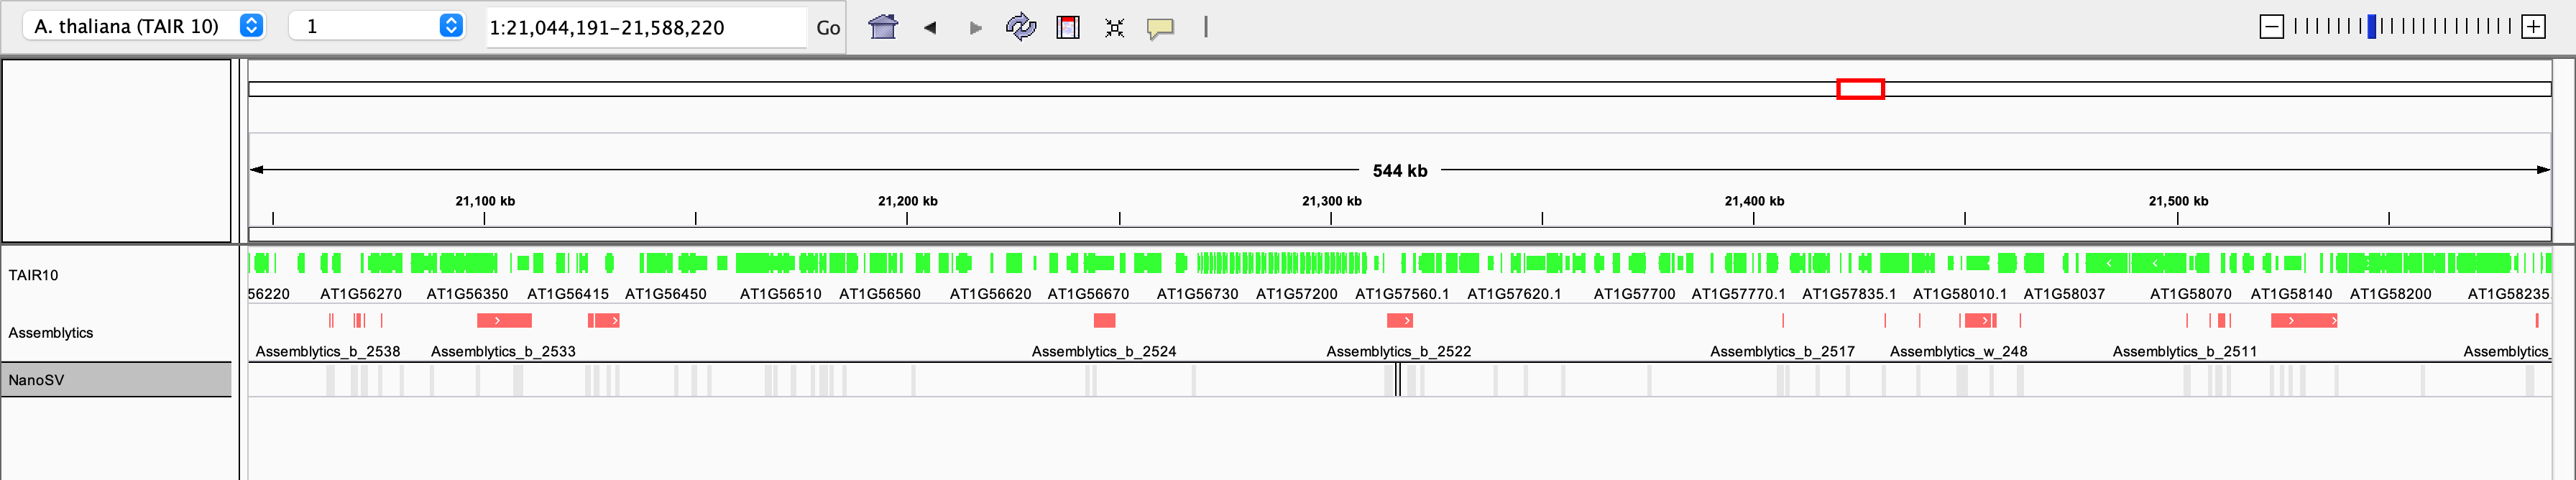 A. thaliana (TAIR 10) 1 1:21,044,191-21,588,220 Go
544 kb
21,100 kb 21,200 kb 21,300 kb 21,400 kb 21,500 kb
TAIR10
56220 AT1G56270 AT1G56350 AT1G56415 AT1G56450 AT1G56510 AT1G56560 AT1G56620 AT1G56670 AT1G56730 AT1G57200 AT1G57560.1 AT1G57620.1 AT1G57700 AT1G57770.1 AT1G57835.1 AT1G58010.1 AT1G58037 AT1G58070 AT1G58140 AT1G58200 AT1G58235.
Assemblytics
Assemblytics_b_2538 Assemblytics_b_2533 Assemblytics_b_2524 Assemblytics_b_2522 Assemblytics_b_2517 Assemblytics_w_248 Assemblytics_b_2511 Assemblytics_
NanoSV